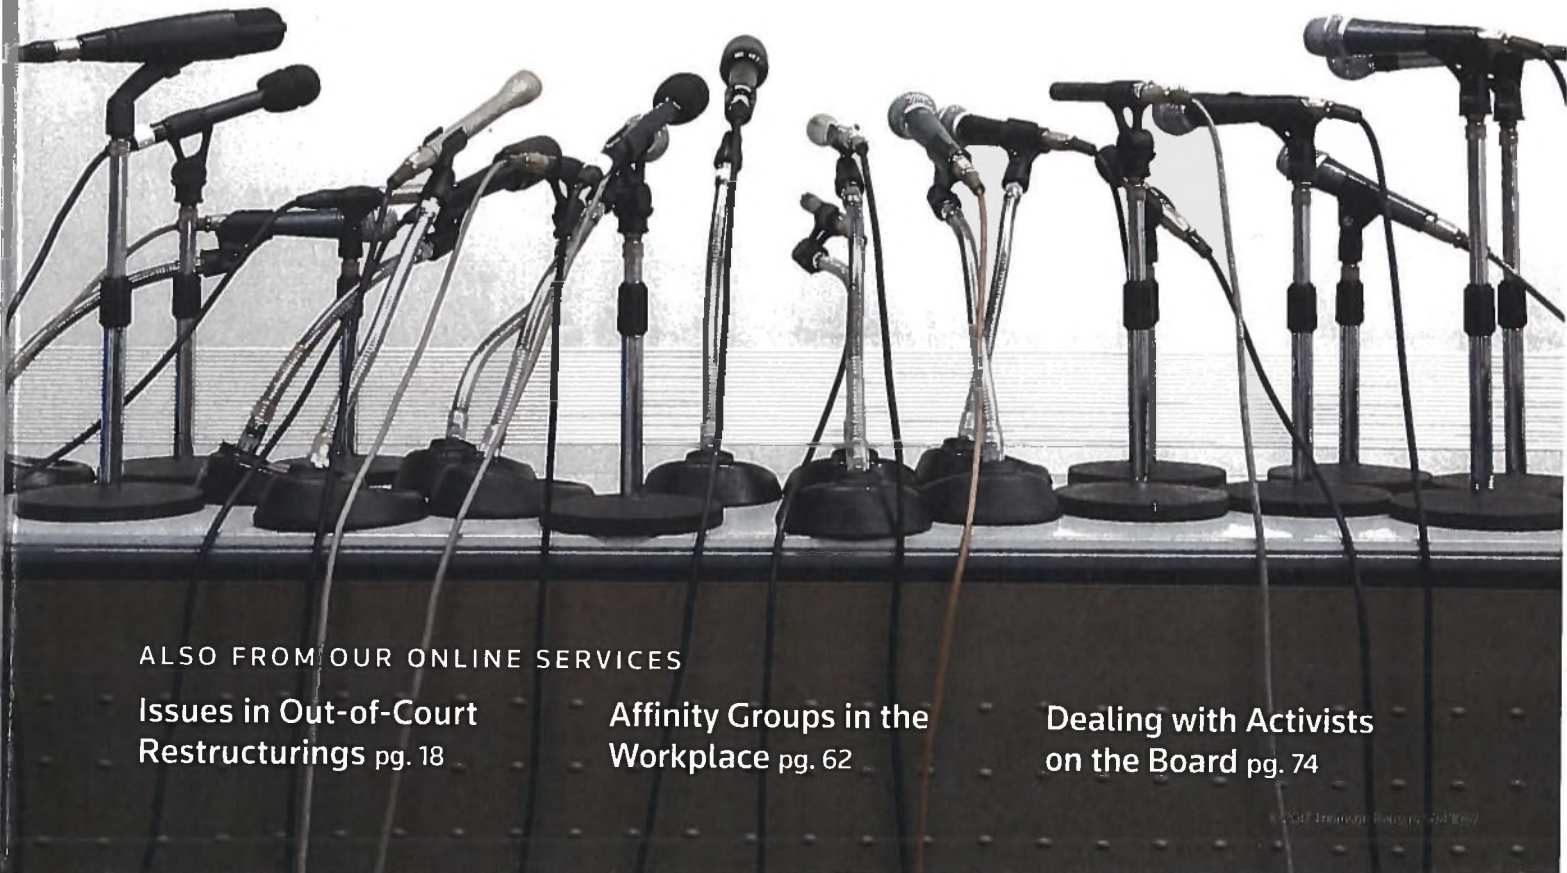 ALSO FROM OUR ONLINE SERVICES
Issues in Out-of-Court
Restructurings pg. 18
Affinity Groups in the
Workplace pg. 62
Dealing with Activists
on the Board pg. 74